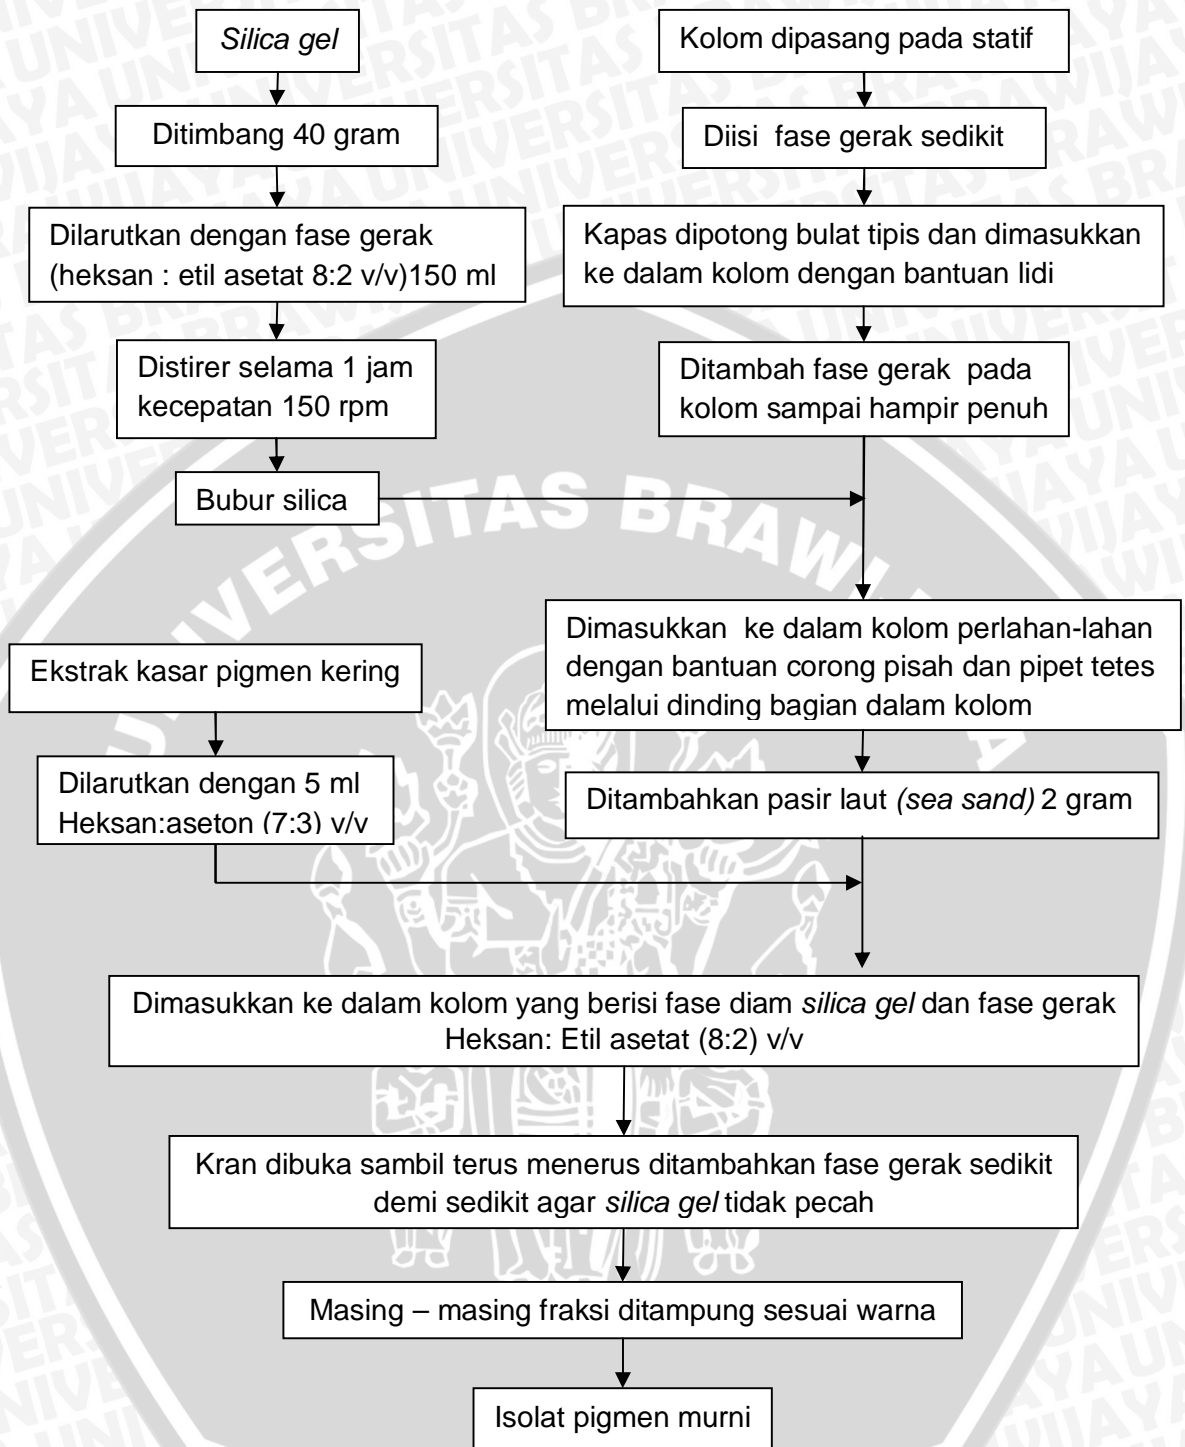 Silica gel
Ditimbang 40 gram
Dilarutkan dengan fase gerak
(heksan : etil asetat 8:2 v/v)150 ml
Distirer selama 1 jam
kecepatan 150 rpm
Bubur silica
Kolom dipasang pada statif
Diisi fase gerak sedikit
Kapas dipotong bulat tipis dan dimasukkan
ke dalam kolom dengan bantuan lidi
Ditambah fase gerak pada
kolom sampai hampir penuh
Dimasukkan ke dalam kolom perlahan-lahan
dengan bantuan corong pisah dan pipet tetes
melalui dinding bagian dalam kolom
Ekstrak kasar pigmen kering
Dilarutkan dengan 5 ml
Heksan:aseton (7:3) v/v
Ditambahkan pasir laut (sea sand) 2 gram
Dimasukkan ke dalam kolom yang berisi fase diam silica gel dan fase gerak
Heksan: Etil asetat (8:2) v/v
Kran dibuka sambil terus menerus ditambahkan fase gerak sedikit
demi sedikit agar silica gel tidak pecah
Masing – masing fraksi ditampung sesuai warna
Isolat pigmen murni
UNIVERSITAS BRAWIJAYA